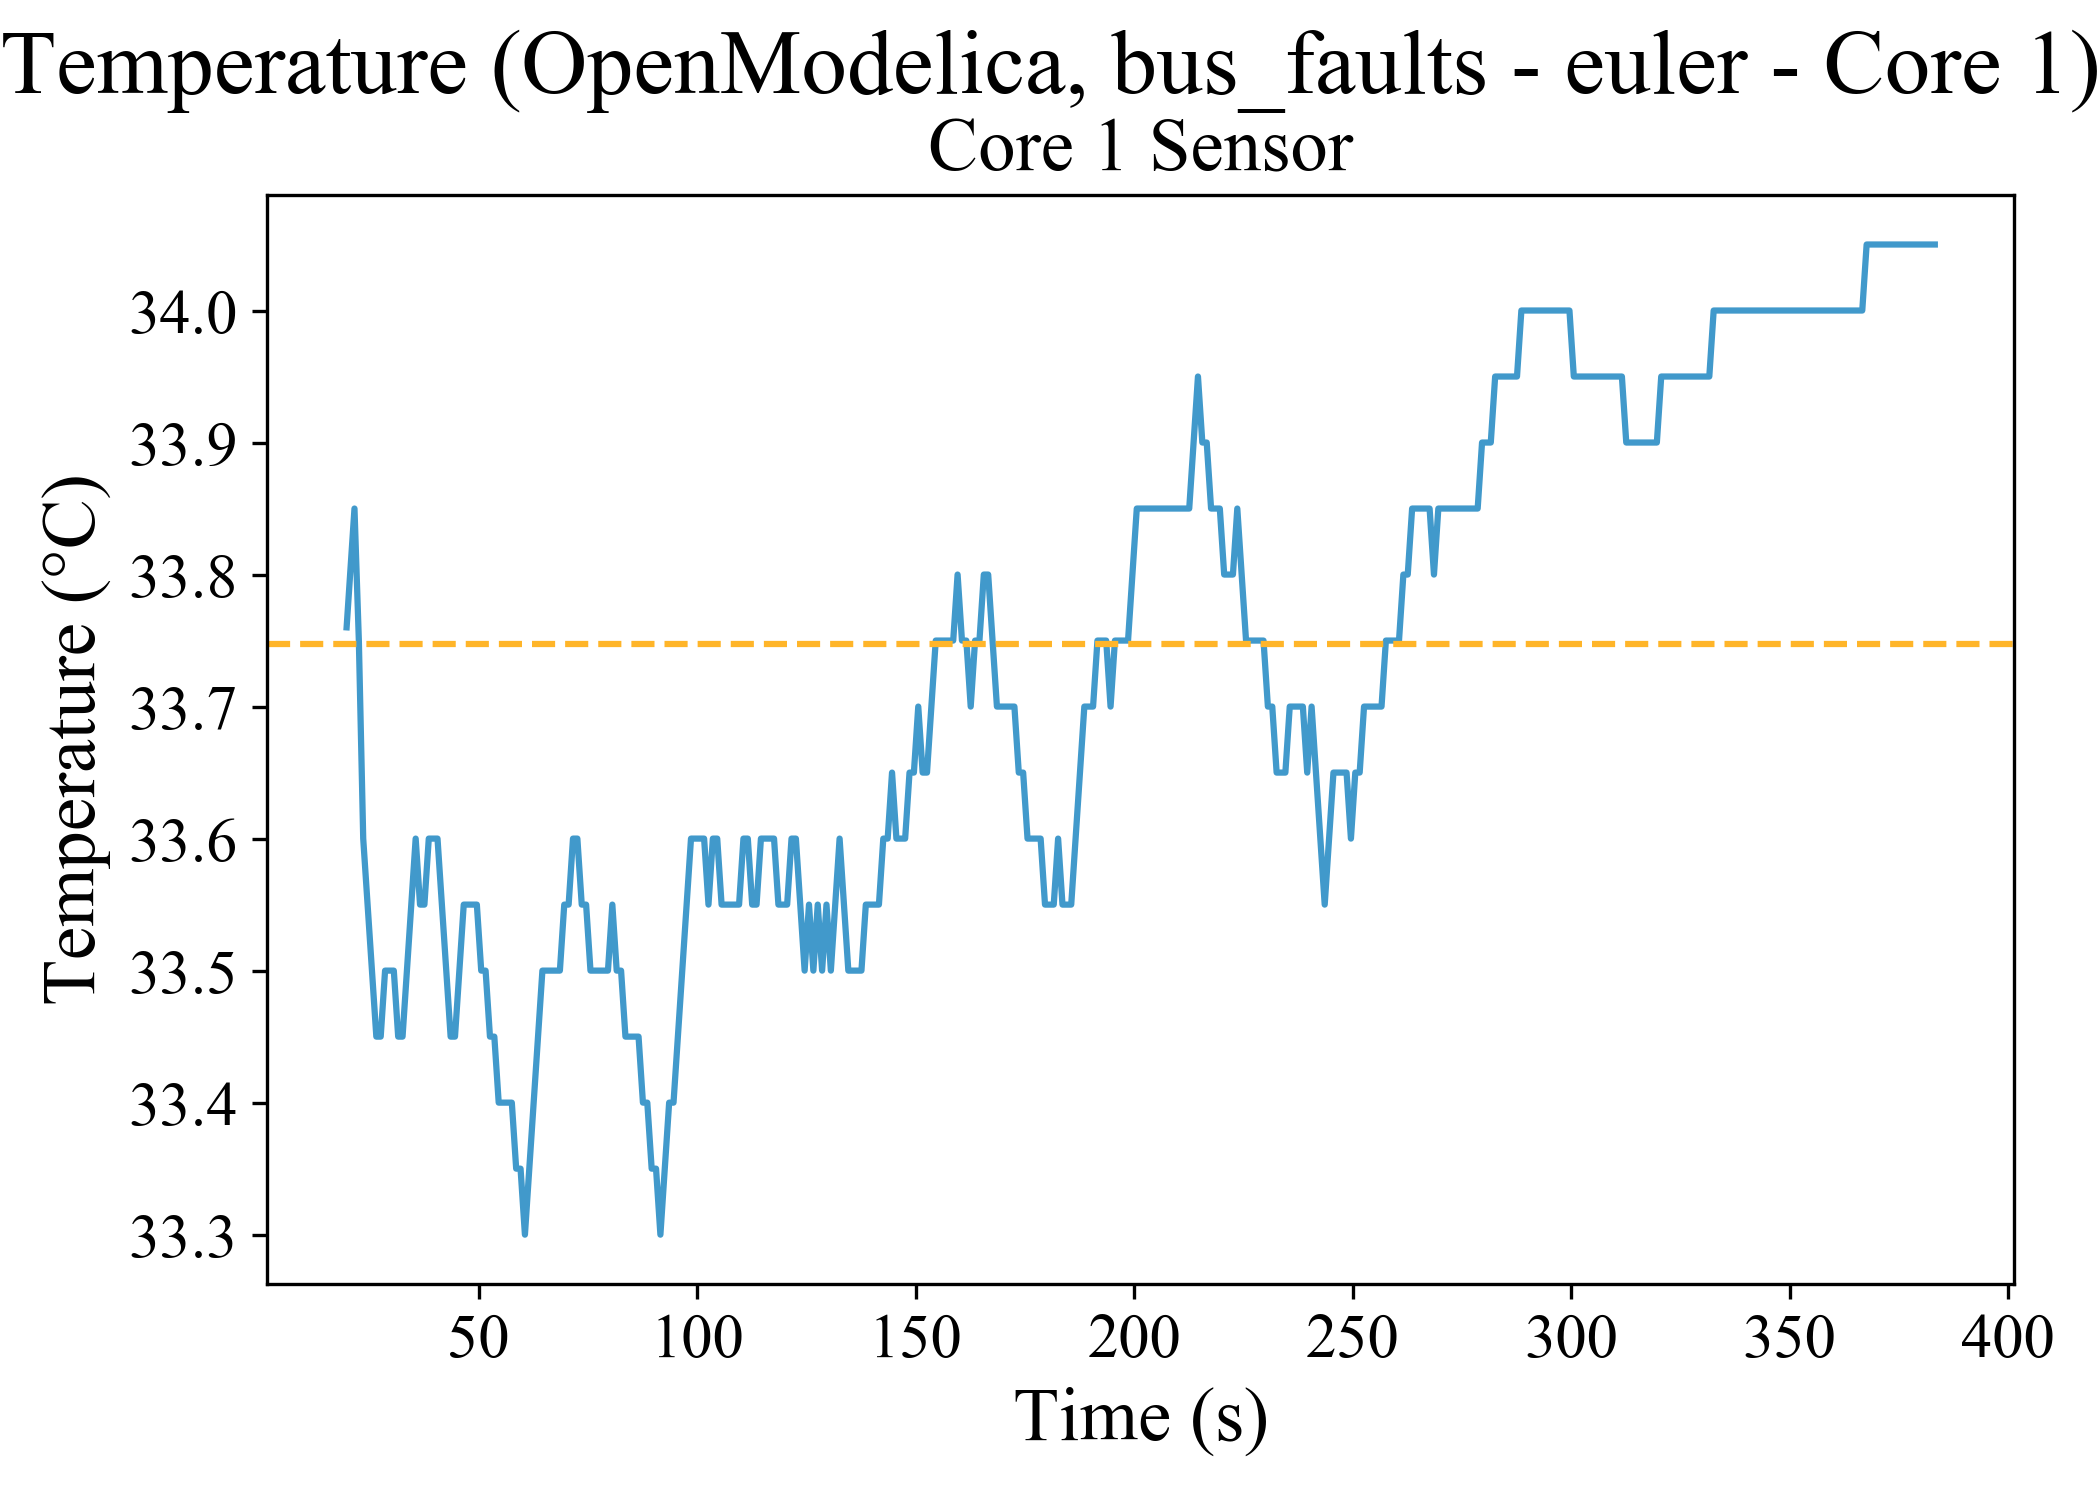 Temperature (OpenModelica, bus_faults - euler - Core 1)
Core 1 Sensor
Temperature (°C)
34.0
33.9
33.8
33.7
33.6
33.5
33.4
33.3
50 100 150 200 250 300 350 400
Time (s)